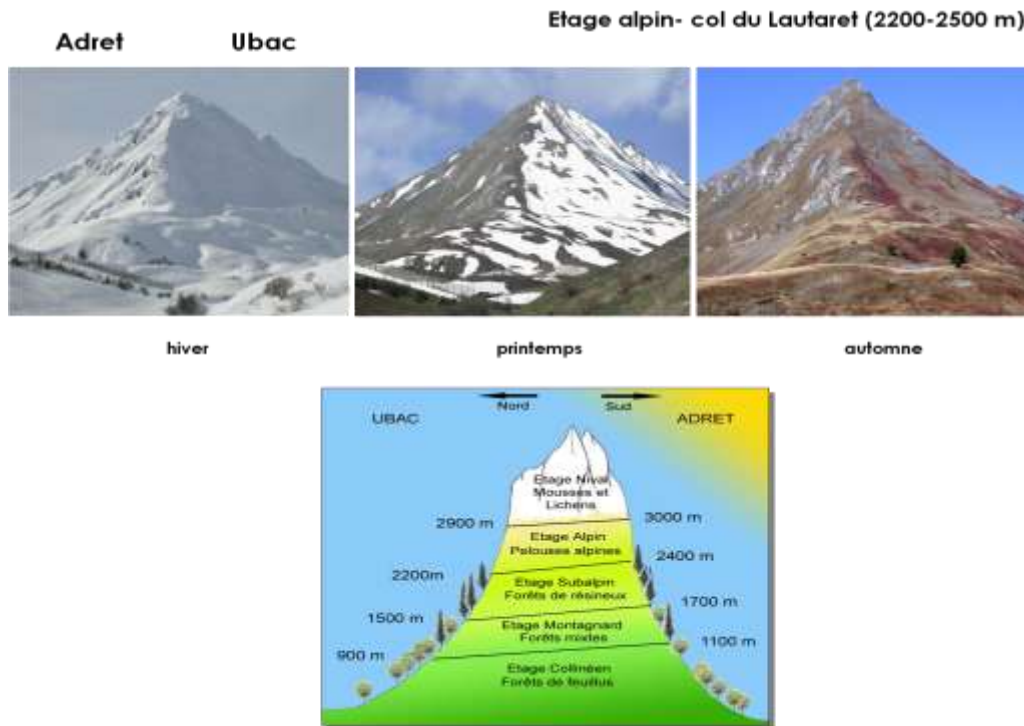 Etage alpin- col du Lautaret (2200-2500 m)
Adret Ubac
hiver printemps automne
Nord Sud
UBAC ADRET
Etage Nival
Mousses et
Lichens
2900 m 3000 m
Etage Alpin
Pelouses alpines
2400 m
2200m
Etage Subalpin
Forêts de résineux
1700 m
1500 m
Etage Montagnard
Forêts mixtes
1100 m
900 m
Etage Collinéen
Forêts de feuillus